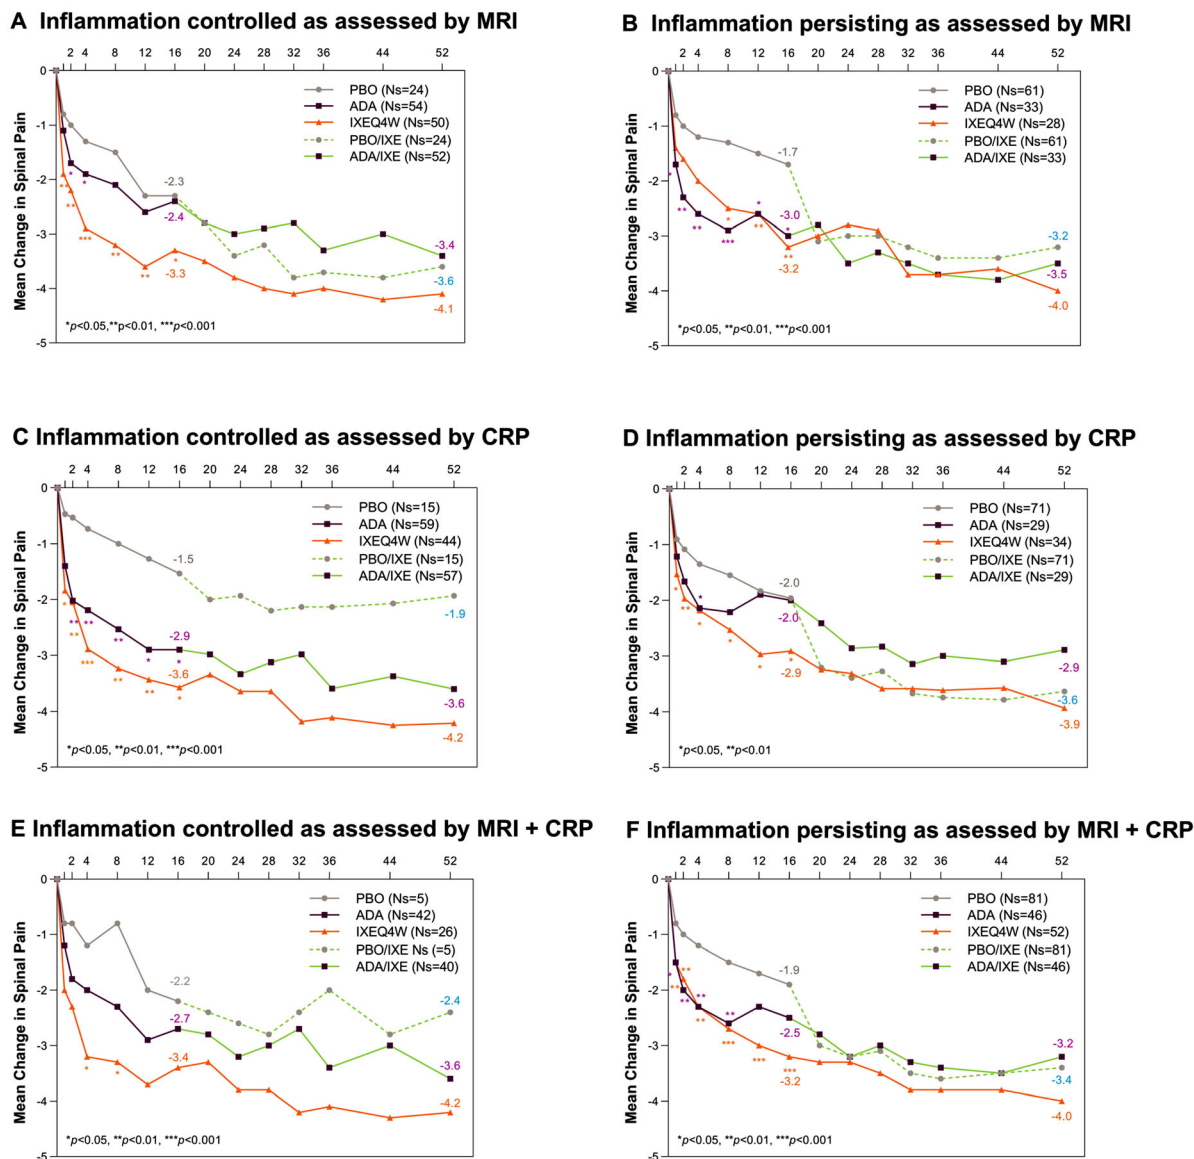 A Inflammation controlled as assessed by MRI
2 4 8 12 16 20 24 28 32 36 44 52
Mean Change in Spinal Pain
0
-1
-2
-3
-4
-5
PBO (Ns=24)
ADA (Ns=54)
IXEQ4W (Ns=50)
PBO/IXE (Ns=24)
ADA/IXE (Ns=52)
-2.3
* *
-2.4
** ** *** ** ** *
-3.3
-3.4
-3.6
-4.1
*p<0.05,**p<0.01, ***p<0.001
B Inflammation persisting as assessed by MRI
2 4 8 12 16 20 24 28 32 36 44 52
Mean Change in Spinal Pain
0
-1
-2
-3
-4
-5
PBO (Ns=61)
ADA (Ns=33)
IXEQ4W (Ns=28)
PBO/IXE (Ns=61)
ADA/IXE (Ns=33)
-1.7
* ** ** *** * *
-3.0
* ** **
-3.2
-3.2
-3.5
-4.0
*p<0.05, **p<0.01, ***p<0.001
C Inflammation controlled as assessed by CRP
2 4 8 12 16 20 24 28 32 36 44 52
Mean Change in Spinal Pain
0
-1
-2
-3
-4
-5
PBO (Ns=15)
ADA (Ns=59)
IXEQ4W (Ns=44)
PBO/IXE (Ns=15)
ADA/IXE (Ns=57)
-1.5
-1.9
-2.9
** ** ** * *
-3.6
* ** *** ** ** *
-3.6
-4.2
*p<0.05, **p<0.01, ***p<0.001
D Inflammation persisting as assessed by CRP
2 4 8 12 16 20 24 28 32 36 44 52
Mean Change in Spinal Pain
0
-1
-2
-3
-4
-5
PBO (Ns=71)
ADA (Ns=29)
IXEQ4W (Ns=34)
PBO/IXE (Ns=71)
ADA/IXE (Ns=29)
-2.0
*
-2.0
* ** * * * *
-2.9
-2.9
-3.6
-3.9
*p<0.05, **p<0.01
E Inflammation controlled as assessed by MRI + CRP
2 4 8 12 16 20 24 28 32 36 44 52
Mean Change in Spinal Pain
0
-1
-2
-3
-4
-5
PBO (Ns=5)
ADA (Ns=42)
IXEQ4W (Ns=26)
PBO/IXE Ns (=5)
ADA/IXE (Ns=40)
-2.2
-2.4
-2.7
-3.4
* *
-3.6
-4.2
*p<0.05, **p<0.01, ***p<0.001
F Inflammation persisting as asessed by MRI + CRP
2 4 8 12 16 20 24 28 32 36 44 52
Mean Change in Spinal Pain
0
-1
-2
-3
-4
-5
PBO (Ns=81)
ADA (Ns=46)
IXEQ4W (Ns=52)
PBO/IXE (Ns=81)
ADA/IXE (Ns=46)
-1.9
* ** ** **
-2.5
** ** ** *** *** ***
-3.2
-3.2
-3.4
-4.0
*p<0.05, **p<0.01, ***p<0.001